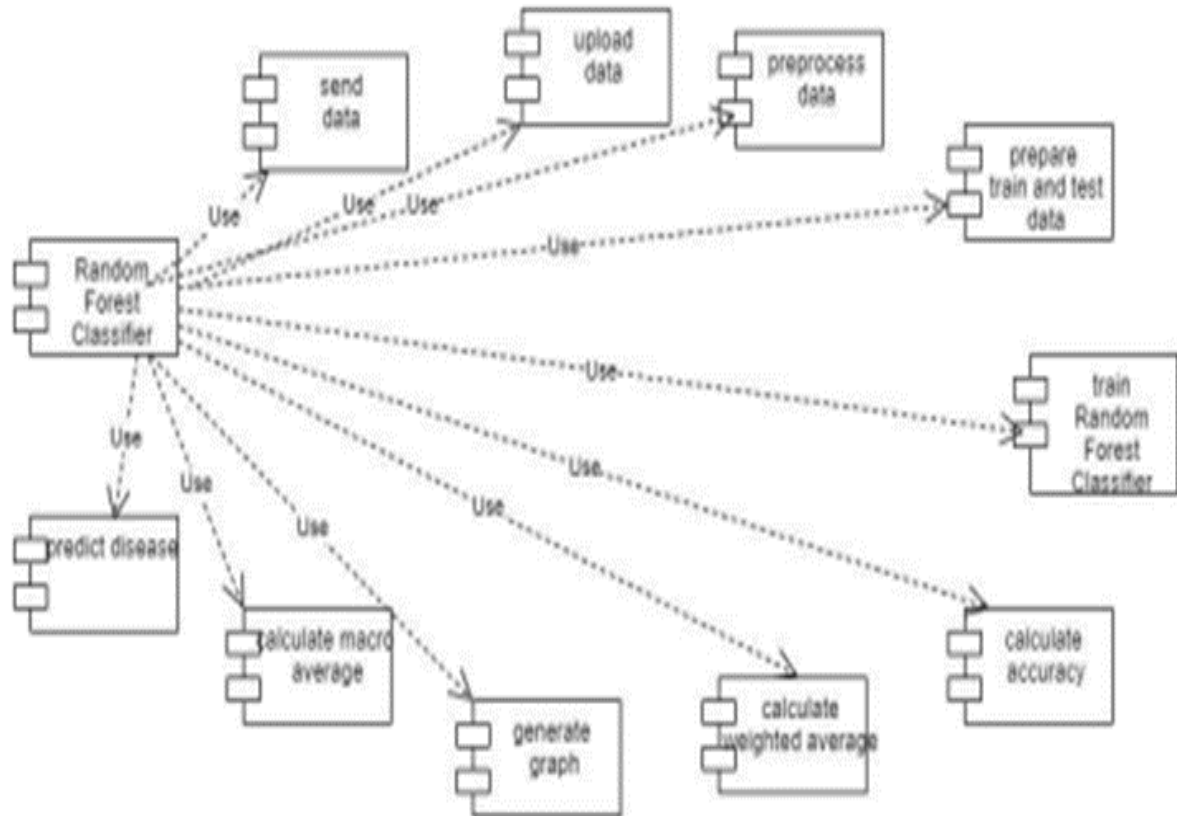 upload
data
preprocess
data
send
data
prepare
train and test
data
Use
Use
Use
Use
Random
Forest
Classifier
Use
train
Random
Forest
Classifier
Use
Use
Use
Use
Use
predict disease
calculate macro
average
calculate
accuracy
generate
graph
calculate
weighted average